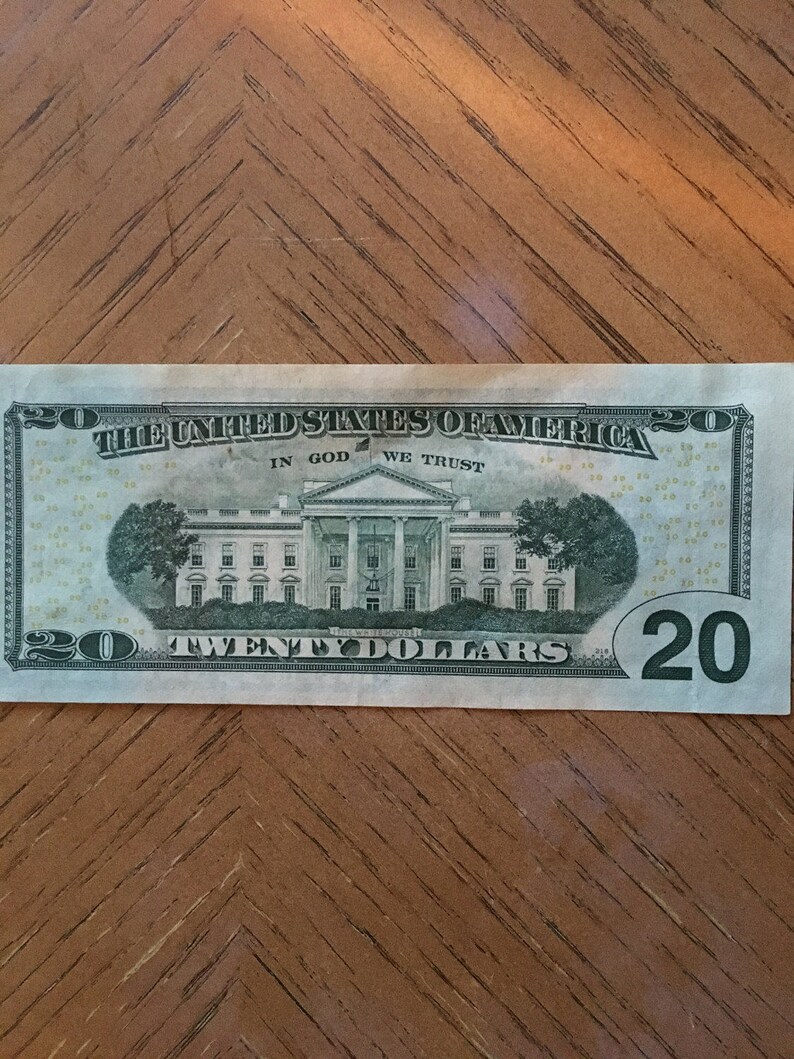 20 20
THE UNITED STATES OF AMERICA
IN GOD WE TRUST
THE WHITE HOUSE
20 TWENTY DOLLARS 20